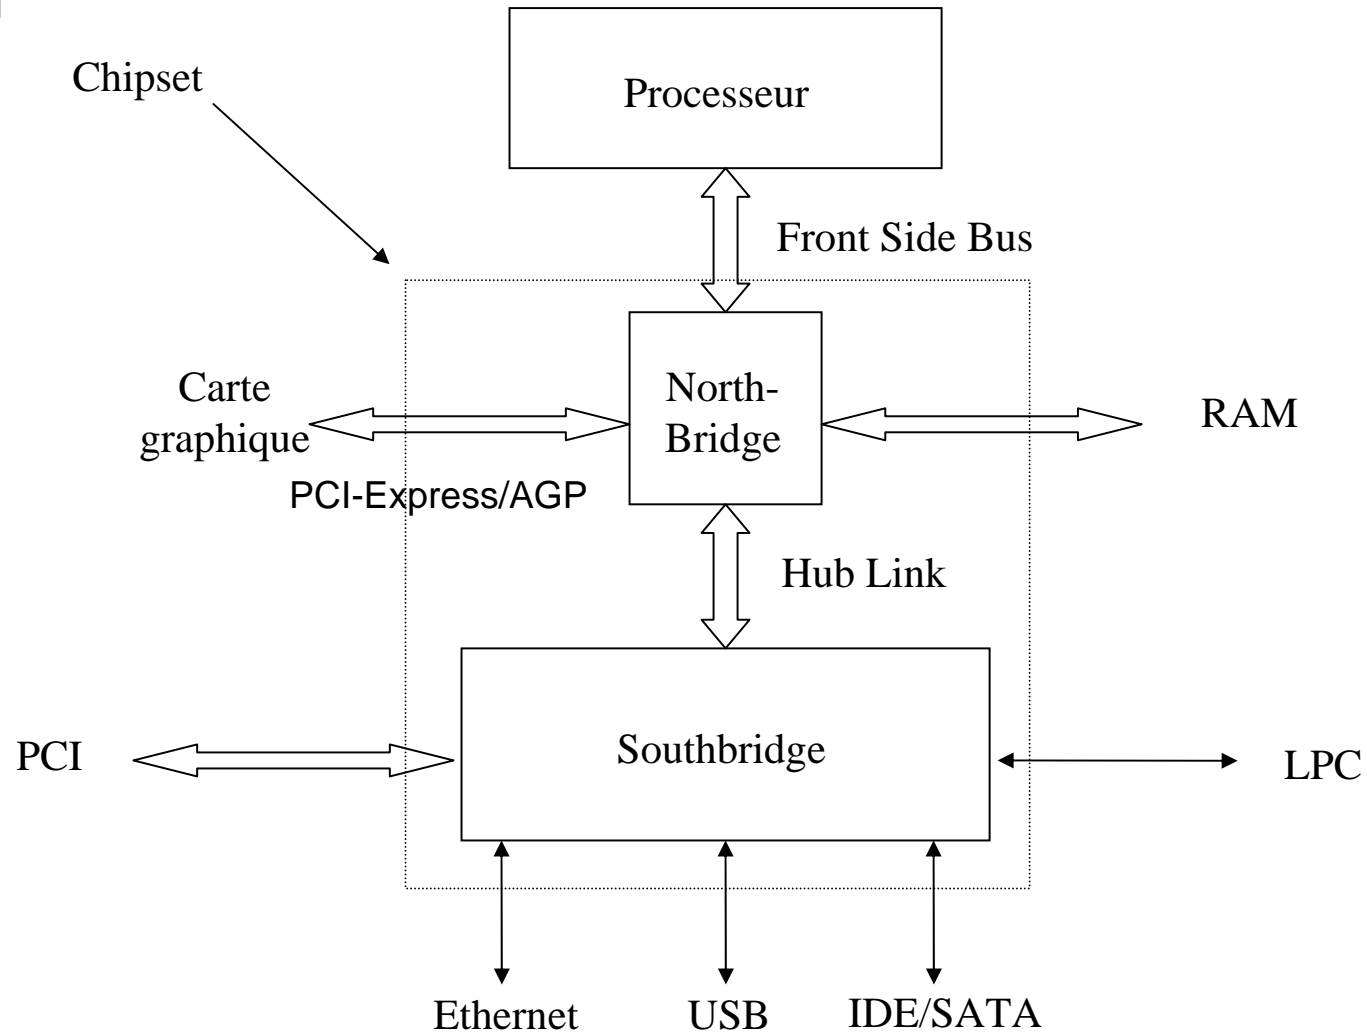 Chipset
Processeur
Front Side Bus
Carte
graphique
North-
Bridge
RAM
PCI-Express/AGP
Hub Link
PCI
Southbridge
LPC
Ethernet
USB
IDE/SATA